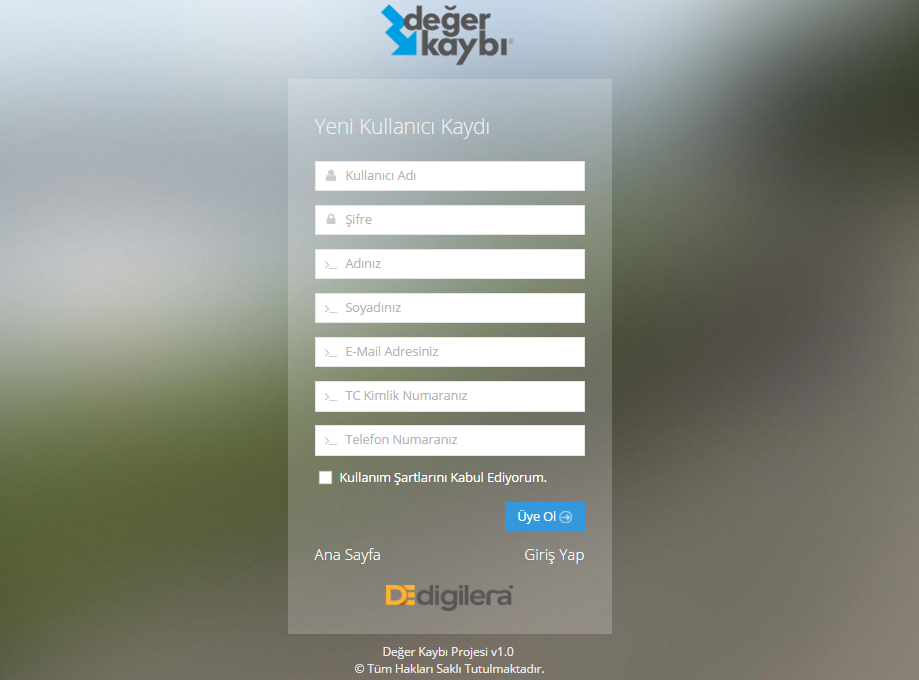 değer
kaybı
Yeni Kullanıcı Kaydı
Kullanıcı Adı
Şifre
Adınız
Soyadınız
E-Mail Adresiniz
TC Kimlik Numaranız
Telefon Numaranız
Kullanım Şartlarını Kabul Ediyorum.
Üye Ol
Ana Sayfa Giriş Yap
DE digilera
Değer Kaybı Projesi v1.0
© Tüm Hakları Saklı Tutulmaktadır.